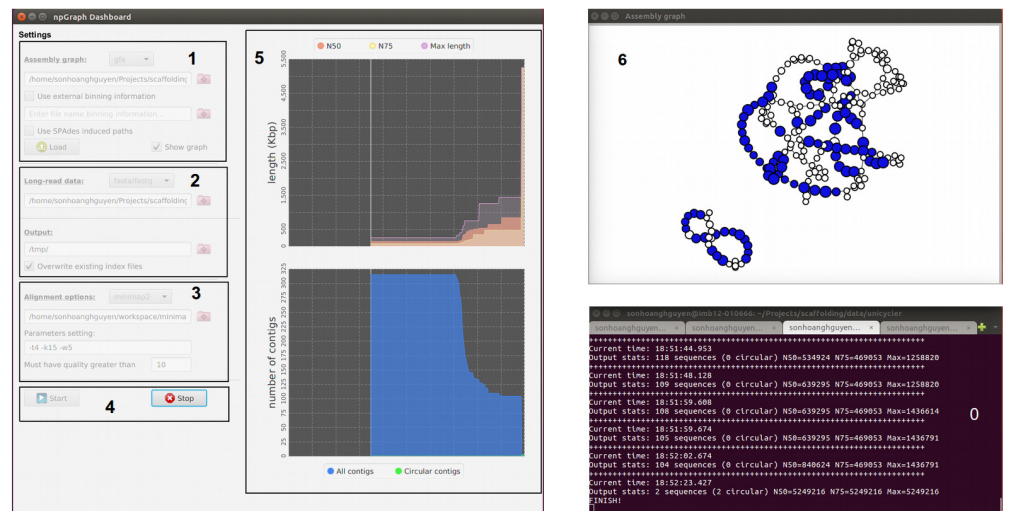 npGraph Dashboard
Settings
1
Assembly graph: gfa
/home/sonhoanghguyen/Projects/scaffolding
Use external binning information
Enter file name binning information...
Use SPAdes induced paths
Load
Show graph
2
Long-read data: fasta/fastq
/home/sonhoanghguyen/Projects/scaffolding
Output:
/tmp/
Overwrite existing index files
3
Alignment options: minimap2
/home/sonhoanghguyen/workspace/minima
Parameters setting:
-t4 -k15 -w5
Must have quality greater than 10
Start
4
Stop
5
N50 N75 Max length
length (Kbp)
0 500 1,500 2,500 3,500 4,500 5,500
number of contigs
0 25 50 75 100 125 150 175 200 225 250 275 300 325
All contigs Circular contigs
Assembly graph
6
sonhoanghguyen@imb12-010666: ~/Projects/scaffolding/data/unicycler
sonhoanghguyen... × sonhoanghguyen... × sonhoanghguyen... × sonhoanghguyen... ×
++++++++++++++++++++++++++++++++++++++++++++++++++++++++++++++++
Current time: 18:51:44.953
Output stats: 118 sequences (0 circular) N50=534924 N75=469053 Max=1258820
++++++++++++++++++++++++++++++++++++++++++++++++++++++++++++++++
Current time: 18:51:48.128
Output stats: 109 sequences (0 circular) N50=639295 N75=469053 Max=1258820
++++++++++++++++++++++++++++++++++++++++++++++++++++++++++++++++
Current time: 18:51:59.608
Output stats: 108 sequences (0 circular) N50=639295 N75=469053 Max=1436614
++++++++++++++++++++++++++++++++++++++++++++++++++++++++++++++++
0
Current time: 18:51:59.674
Output stats: 105 sequences (0 circular) N50=639295 N75=469053 Max=1436791
++++++++++++++++++++++++++++++++++++++++++++++++++++++++++++++++
Current time: 18:52:02.674
Output stats: 104 sequences (0 circular) N50=840624 N75=469053 Max=1436791
++++++++++++++++++++++++++++++++++++++++++++++++++++++++++++++++
Current time: 18:52:23.427
Output stats: 2 sequences (2 circular) N50=5249216 N75=5249216 Max=5249216
FINISH!